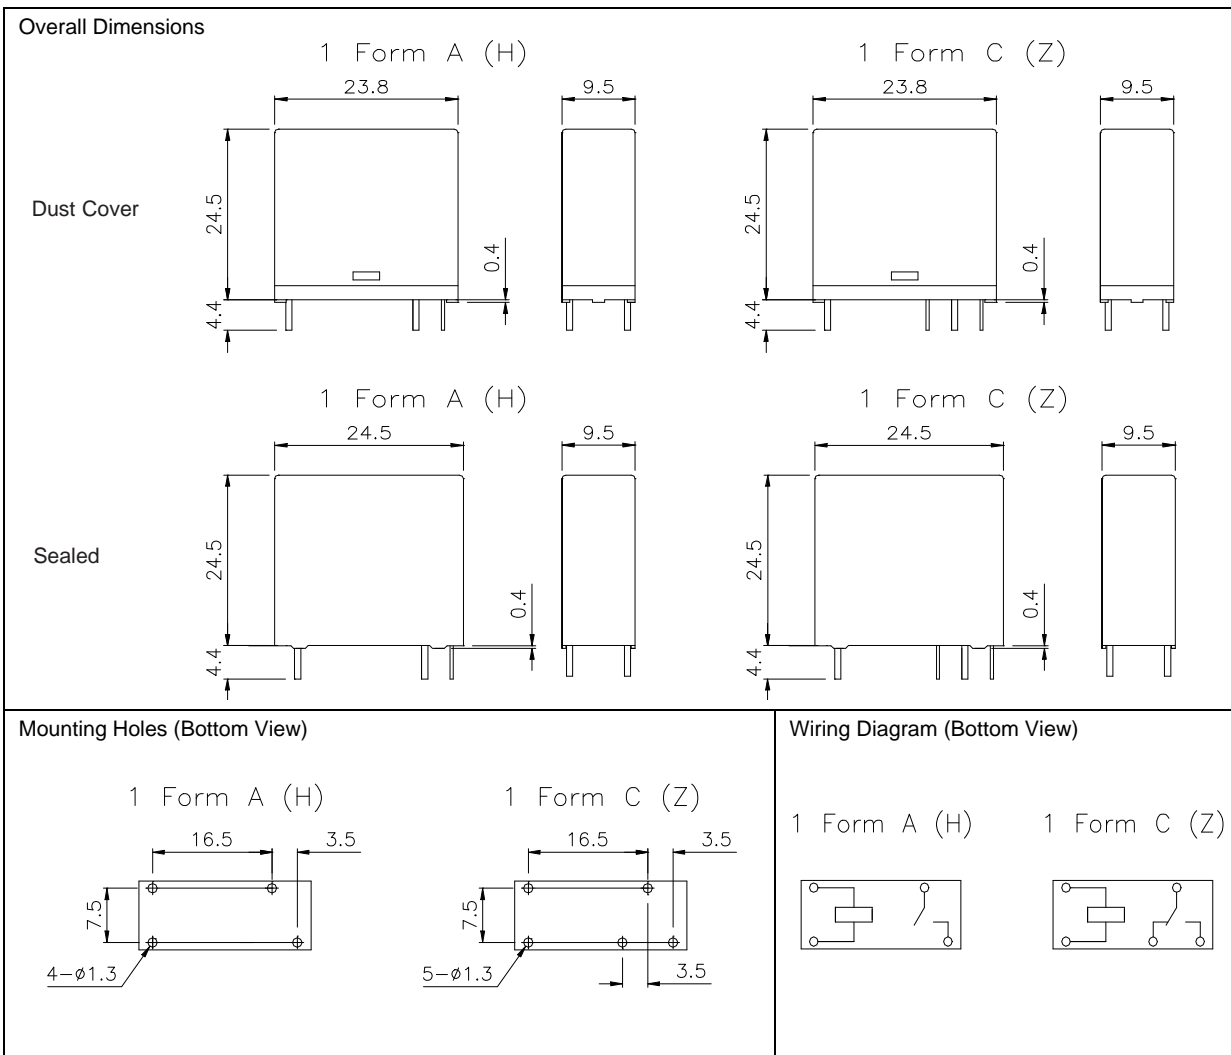 Overall Dimensions
1 Form A (H)
1 Form C (Z)
23.8
9.5
23.8
9.5
Dust Cover
24.5
0.4
4.4
24.5
0.4
4.4
1 Form A (H)
1 Form C (Z)
24.5
9.5
24.5
9.5
Sealed
24.5
0.4
4.4
24.5
0.4
4.4
Mounting Holes (Bottom View)
1 Form A (H)
1 Form C (Z)
16.5
3.5
16.5
3.5
7.5
7.5
4-ø1.3
5-ø1.3
3.5
Wiring Diagram (Bottom View)
1 Form A (H)
1 Form C (Z)